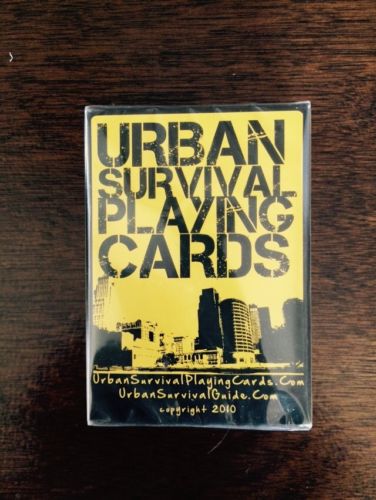 URBAN
SURVIVAL
PLAYING
CARDS
UrbanSurvivalPlayingCards.Com
UrbanSurvivalGuide.Com
copyright 2010